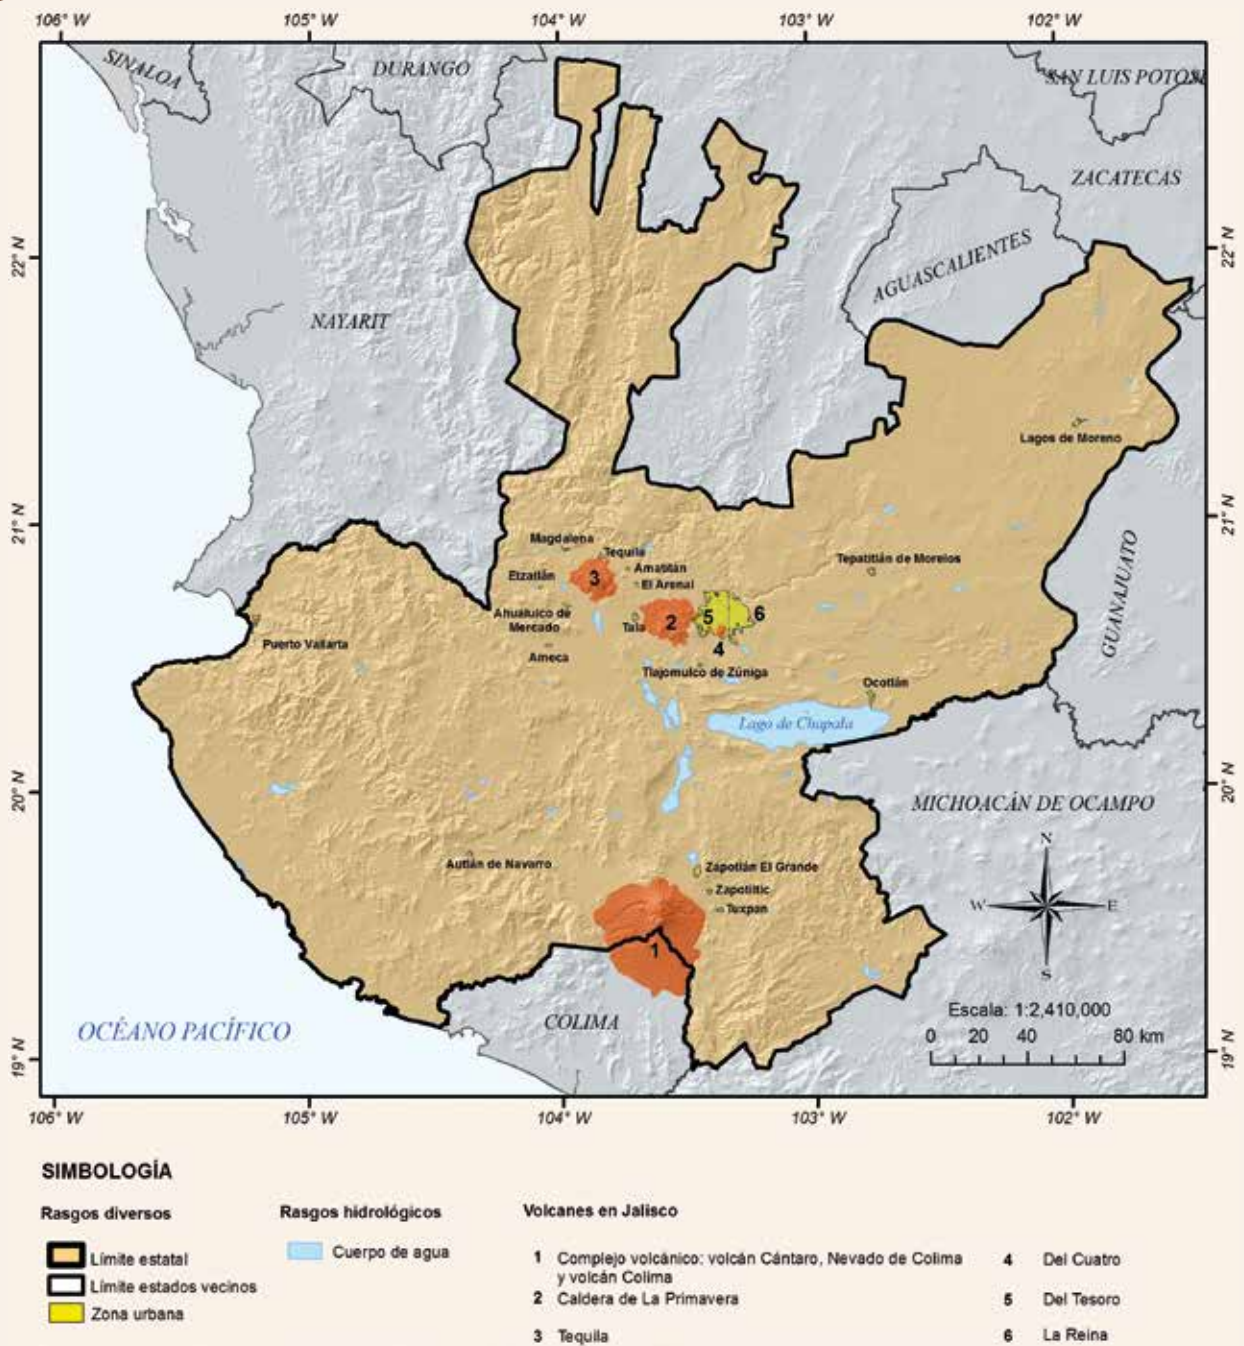 106° W 105° W 104° W 103° W 102° W
SINALOA
DURANGO
SAN LUIS POTOSÍ
ZACATECAS
AGUASCALIENTES
22° N
22° N
NAYARIT
Lagos de Moreno
21° N
21° N
Magdalena
Tequila
Amatitán
Etzatlán
3
El Arenal
Tepatitlán de Morelos
GUANAJUATO
Ahualulco de
Mercado
Tala
2
5
6
4
Puerto Vallarta
Ameca
Tlajomulco de Zúniga
Ocotlán
Lago de Chapala
20° N
20° N
MICHOACÁN DE OCAMPO
N
W
E
S
Autlán de Navarro
Zapotlán El Grande
Zapotiltic
Tuxpan
1
COLIMA
OCÉANO PACÍFICO
Escala: 1:2,410,000
0 20 40 80 km
19° N
19° N
106° W 105° W 104° W 103° W 102° W
SIMBOLOGÍA
Rasgos diversos
Límite estatal
Límite estados vecinos
Zona urbana
Rasgos hidrológicos
Cuerpo de agua
Volcanes en Jalisco
1 Complejo volcánico: volcán Cántaro, Nevado de Colima
y volcán Colima
2 Caldera de La Primavera
3 Tequila
4 Del Cuatro
5 Del Tesoro
6 La Reina